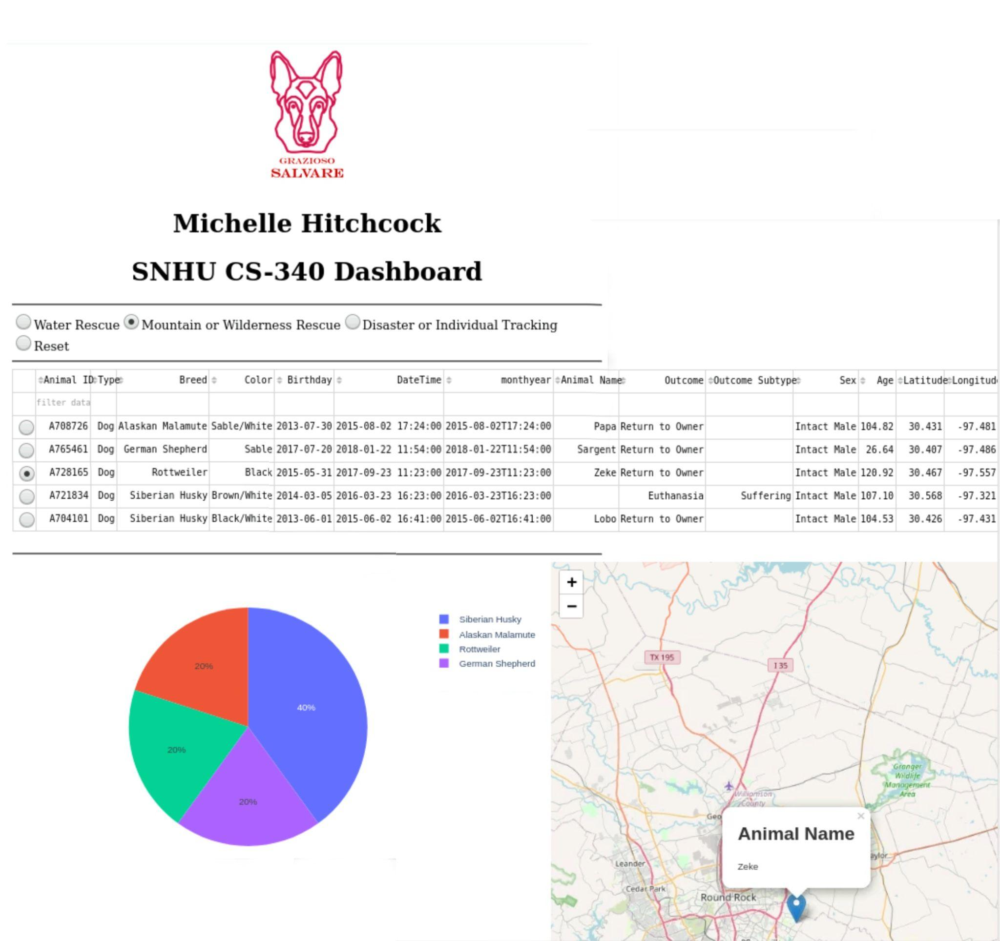 GRAZIOSO
SALVARE
Michelle Hitchcock
SNHU CS-340 Dashboard
Water Rescue Mountain or Wilderness Rescue Disaster or Individual Tracking
Reset
Animal ID Type Breed Color Birthday DateTime monthyear Animal Name Outcome Outcome Subtype Sex Age Latitude Longitud
filter data
A708726 Dog Alaskan Malamute Sable/White 2013-07-30 2015-08-02 17:24:00 2015-08-02T17:24:00 Papa Return to Owner Intact Male 104.82 30.431 -97.481
A765461 Dog German Shepherd Sable 2017-07-20 2018-01-22 11:54:00 2018-01-22T11:54:00 Sargent Return to Owner Intact Male 26.64 30.407 -97.486
A728165 Dog Rottweiler Black 2015-05-31 2017-09-23 11:23:00 2017-09-23T11:23:00 Zeke Return to Owner Intact Male 120.92 30.467 -97.557
A721834 Dog Siberian Husky Brown/White 2014-03-05 2016-03-23 16:23:00 2016-03-23T16:23:00 Euthanasia Suffering Intact Male 107.10 30.568 -97.321
A704101 Dog Siberian Husky Black/White 2013-06-01 2015-06-02 16:41:00 2015-06-02T16:41:00 Lobo Return to Owner Intact Male 104.53 30.426 -97.431
Siberian Husky
Alaskan Malamute
Rottweiler
German Shepherd
20%
40%
20%
20%
+
−
TX 195
I 35
Granger
Wildlife
Management
Area
Williamson
County
Geo
×
Animal Name
Zeke
aylor
Leander
Cedar Park
Round Rock